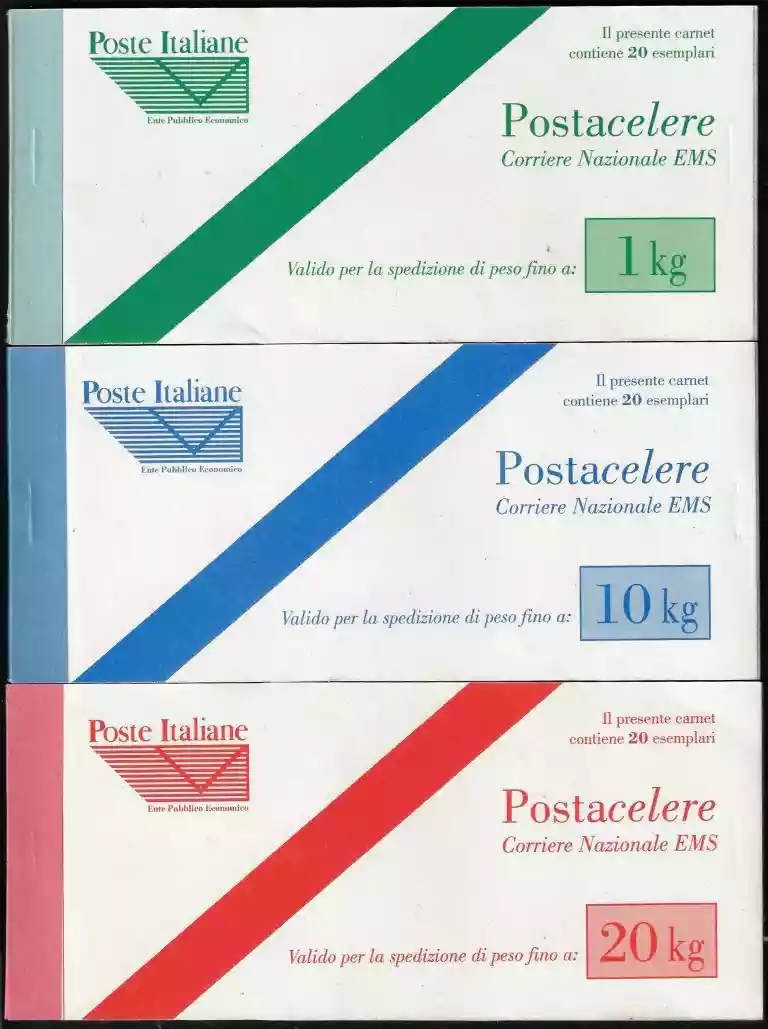 Poste Italiane
Ente Pubblico Economico
Il presente carnet
contiene 20 esemplari
Postacelere
Corriere Nazionale EMS
Valido per la spedizione di peso fino a:
1 kg
Poste Italiane
Ente Pubblico Economico
Il presente carnet
contiene 20 esemplari
Postacelere
Corriere Nazionale EMS
Valido per la spedizione di peso fino a:
10 kg
Poste Italiane
Ente Pubblico Economico
Il presente carnet
contiene 20 esemplari
Postacelere
Corriere Nazionale EMS
Valido per la spedizione di peso fino a:
20 kg